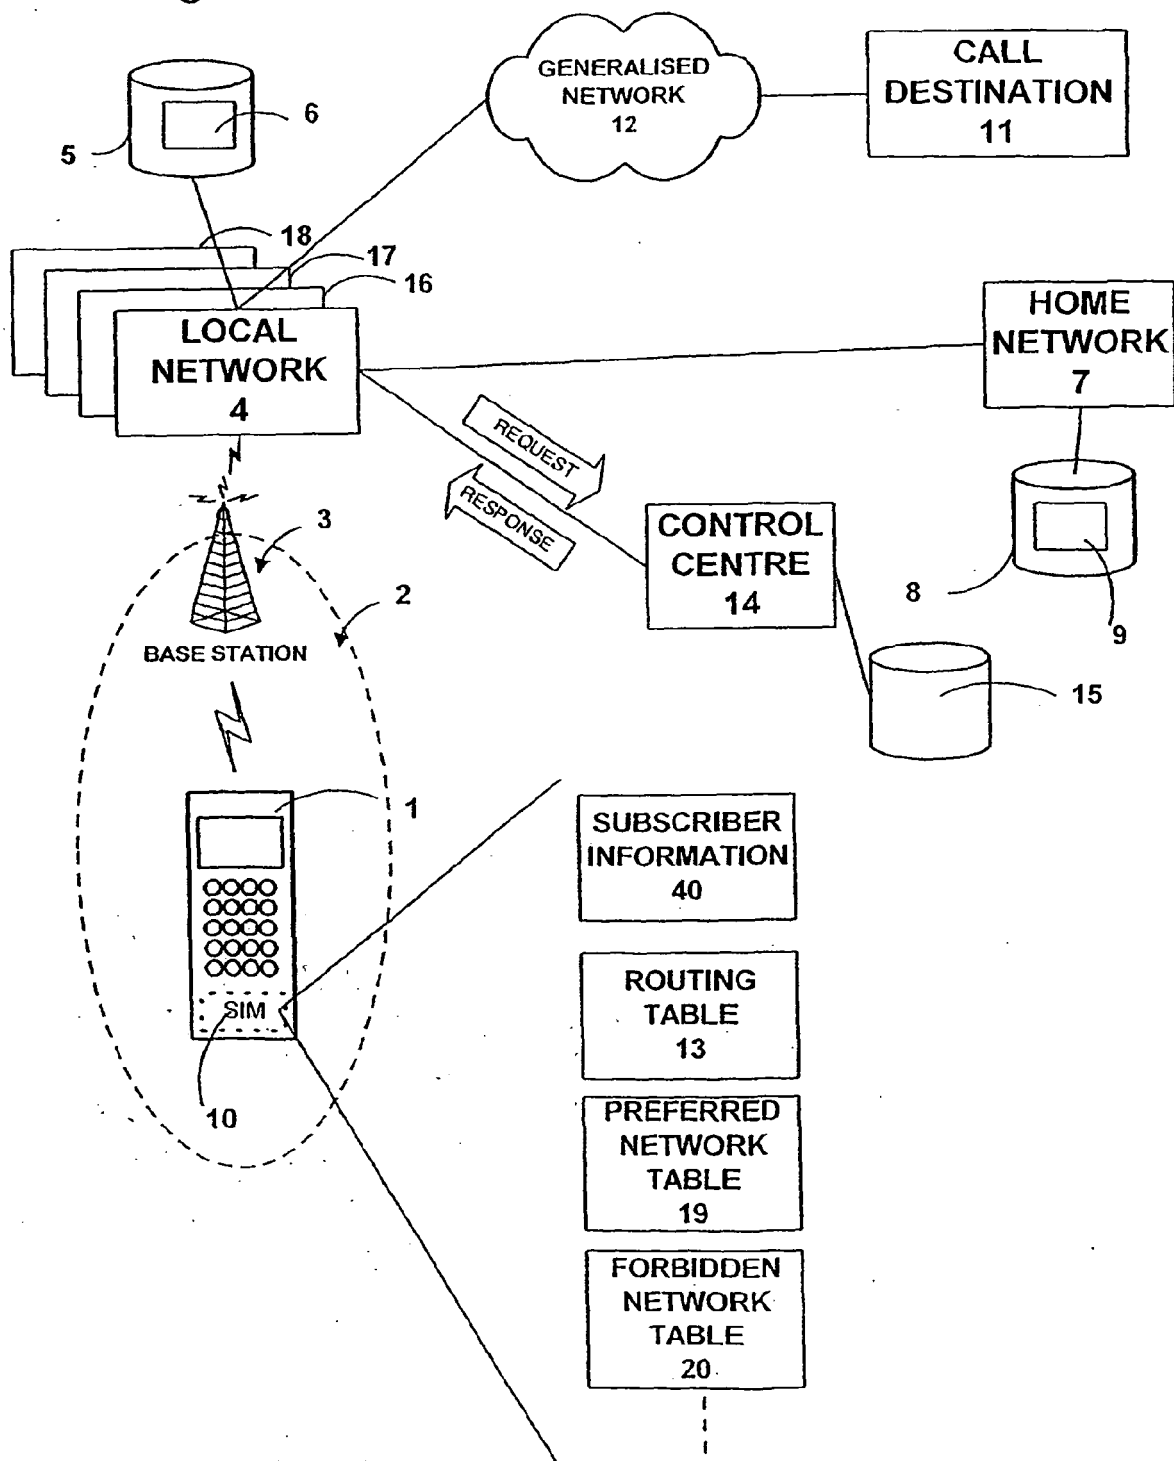 GENERALISED
NETWORK
12
CALL
DESTINATION
11
6
5
18
17
16
LOCAL
NETWORK
4
HOME
NETWORK
7
REQUEST
RESPONSE
CONTROL
CENTRE
14
8
9
15
3
2
BASE STATION
1
SIM
10
SUBSCRIBER
INFORMATION
40
ROUTING
TABLE
13
PREFERRED
NETWORK
TABLE
19
FORBIDDEN
NETWORK
TABLE
20